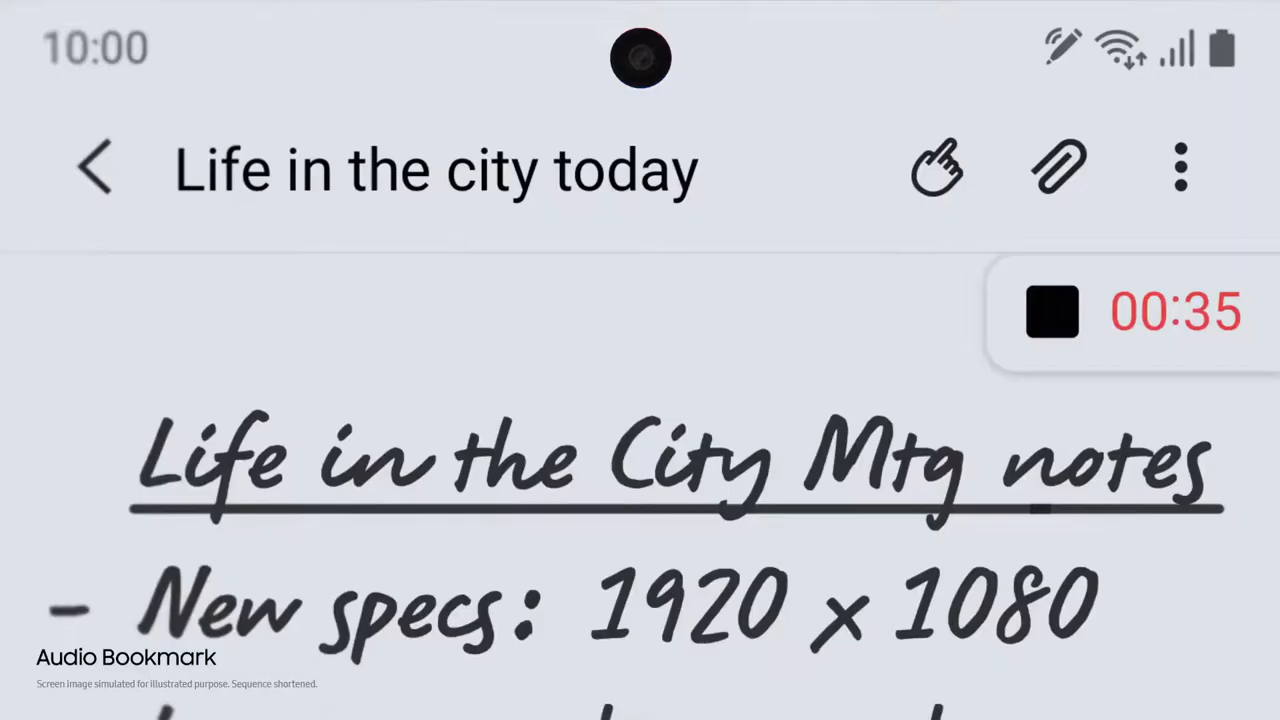 10:00
Life in the city today
00:35
Life in the City Mtg notes
- New specs: 1920 x 1080
Audio Bookmark
Screen image simulated for illustrated purpose. Sequence shortened.